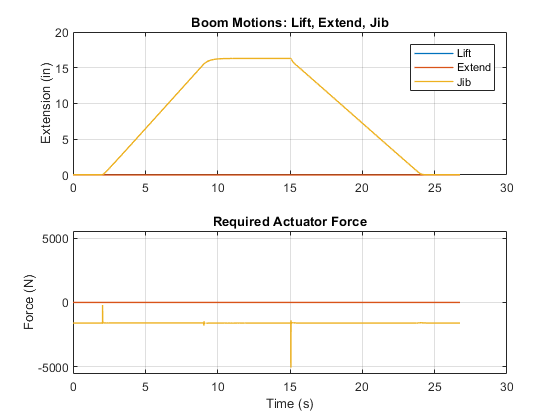 Boom Motions: Lift, Extend, Jib
Extension (in)
20
15
10
5
0
0 5 10 15 20 25 30
Lift
Extend
Jib
Required Actuator Force
Force (N)
5000
0
-5000
0 5 10 15 20 25 30
Time (s)